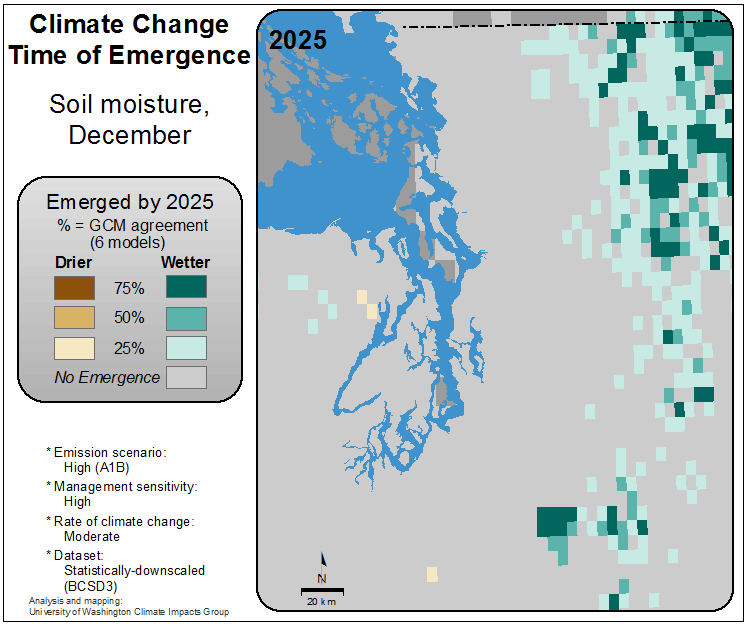 Climate Change
Time of Emergence
Soil moisture,
December
Emerged by 2025
% = GCM agreement
(6 models)
Drier Wetter
75%
50%
25%
No Emergence
* Emission scenario:
High (A1B)
* Management sensitivity:
High
* Rate of climate change:
Moderate
* Dataset:
Statistically-downscaled
(BCSD3)
Analysis and mapping:
University of Washington Climate Impacts Group
2025
N
20 km